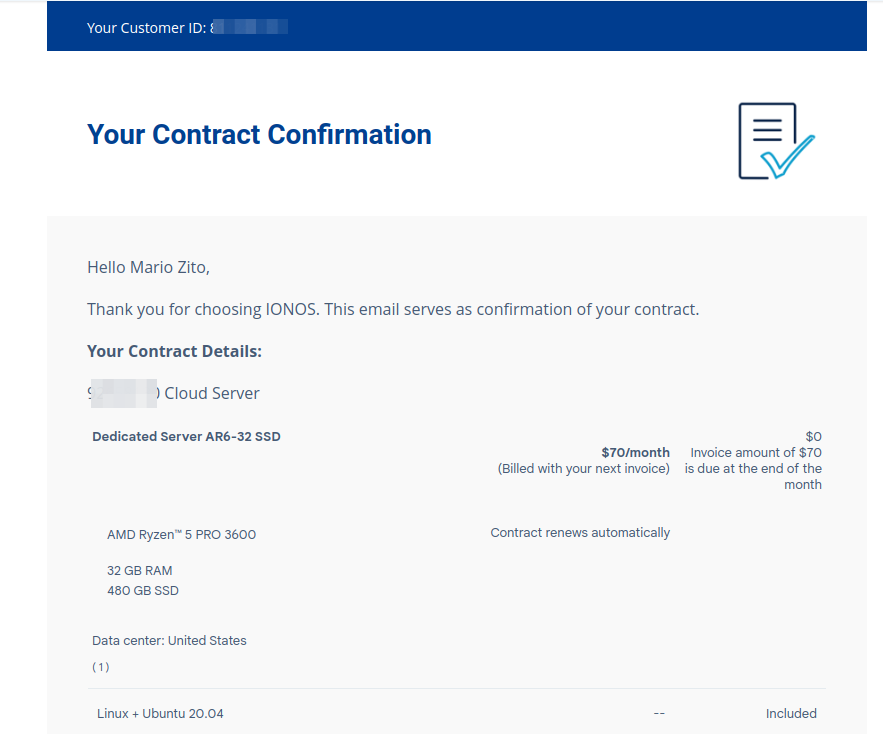 Your Customer ID:
Your Contract Confirmation
Hello Mario Zito,
Thank you for choosing IONOS. This email serves as confirmation of your contract.
Your Contract Details:
Cloud Server
Dedicated Server AR6-32 SSD
$0
$70/month
Invoice amount of $70
(Billed with your next invoice)
is due at the end of the
month
AMD Ryzen™ 5 PRO 3600
Contract renews automatically
32 GB RAM
480 GB SSD
Data center: United States
(1)
Linux + Ubuntu 20.04 -- Included